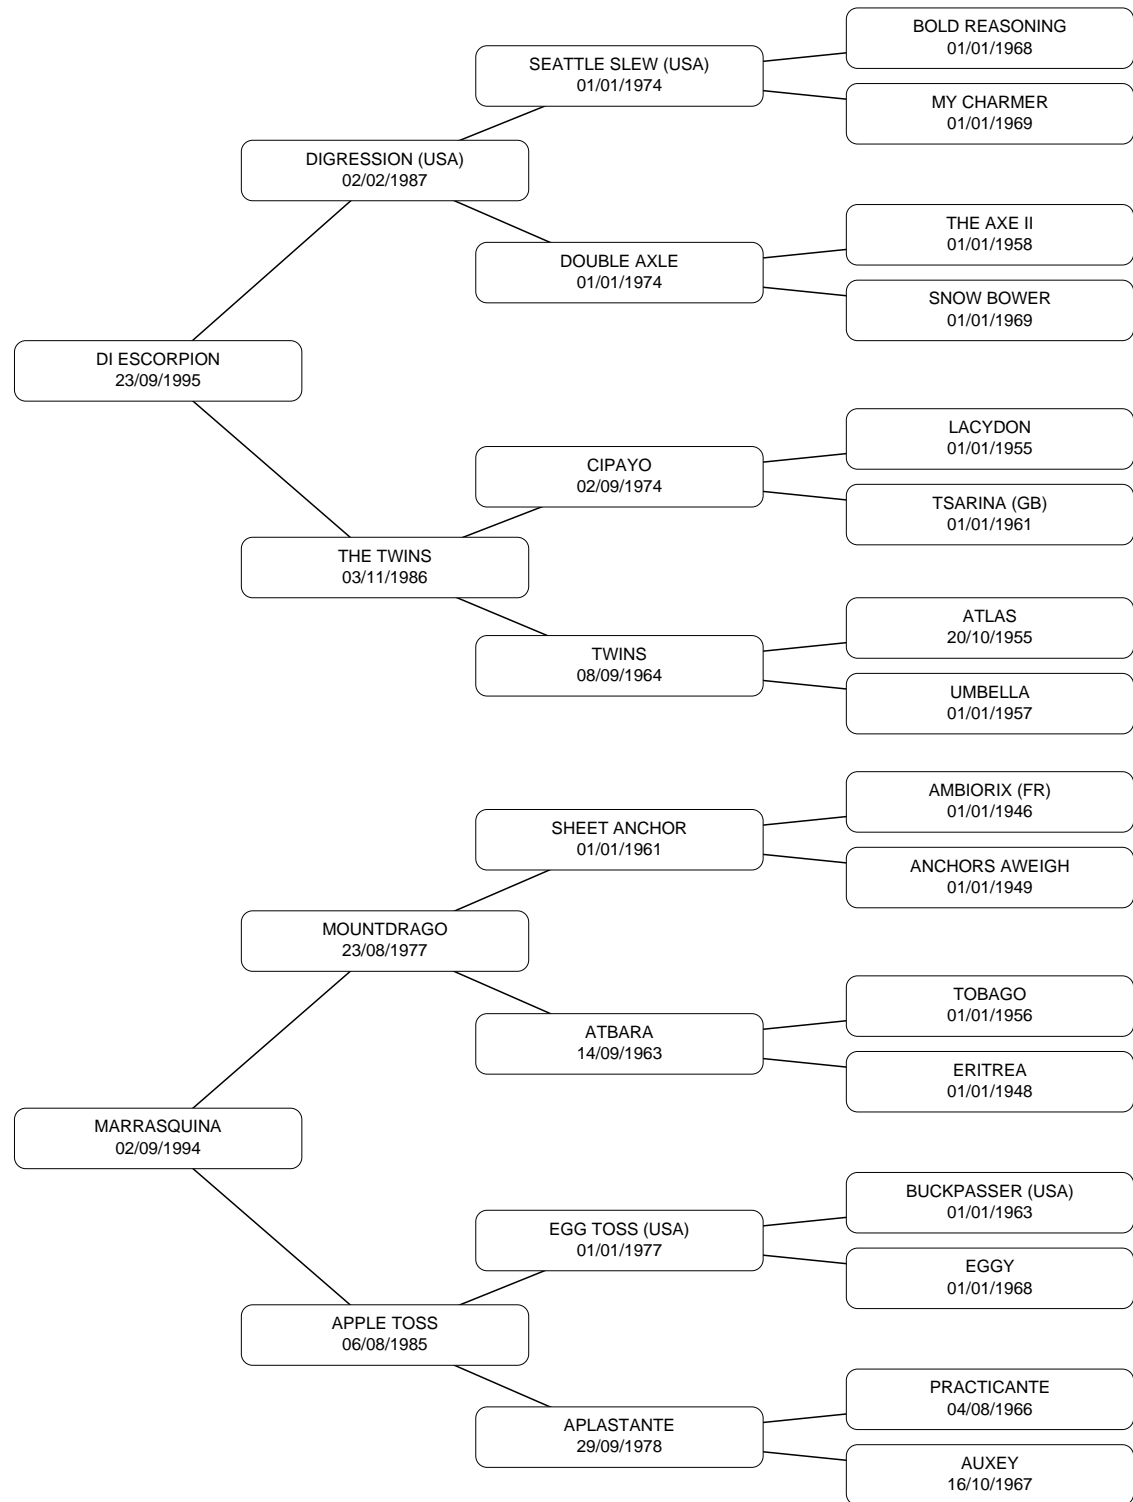 BOLD REASONING
01/01/1968
SEATTLE SLEW (USA)
01/01/1974
MY CHARMER
01/01/1969
DIGRESSION (USA)
02/02/1987
THE AXE II
01/01/1958
DOUBLE AXLE
01/01/1974
SNOW BOWER
01/01/1969
DI ESCORPION
23/09/1995
LACYDON
01/01/1955
CIPAYO
02/09/1974
TSARINA (GB)
01/01/1961
THE TWINS
03/11/1986
ATLAS
20/10/1955
TWINS
08/09/1964
UMBELLA
01/01/1957
AMBIORIX (FR)
01/01/1946
SHEET ANCHOR
01/01/1961
ANCHORS AWEIGH
01/01/1949
MOUNTDRAGO
23/08/1977
TOBAGO
01/01/1956
ATBARA
14/09/1963
ERITREA
01/01/1948
MARRASQUINA
02/09/1994
BUCKPASSER (USA)
01/01/1963
EGG TOSS (USA)
01/01/1977
EGGY
01/01/1968
APPLE TOSS
06/08/1985
PRACTICANTE
04/08/1966
APLASTANTE
29/09/1978
AUXEY
16/10/1967